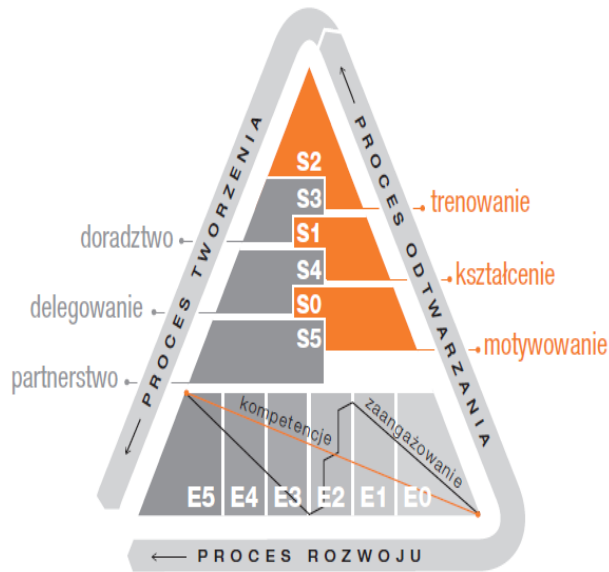 PROCES TWORZENIA
PROCES ODTWARZANIA
S2
S3
trenowanie
S1
doradztwo
S4
kształcenie
delegowanie
S0
S5
motywowanie
partnerstwo
kompetencje
zaangażowanie
E5 E4 E3 E2 E1 E0
PROCES ROZWOJU